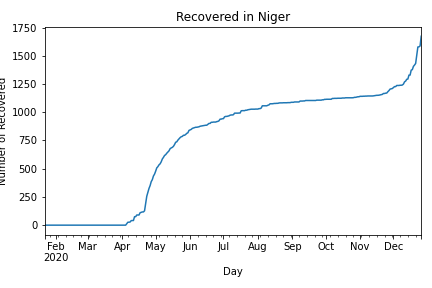 Recovered in Niger
Number of Recovered
1750
1500
1250
1000
750
500
250
0
Feb Mar Apr May Jun Jul Aug Sep Oct Nov Dec
2020
Day